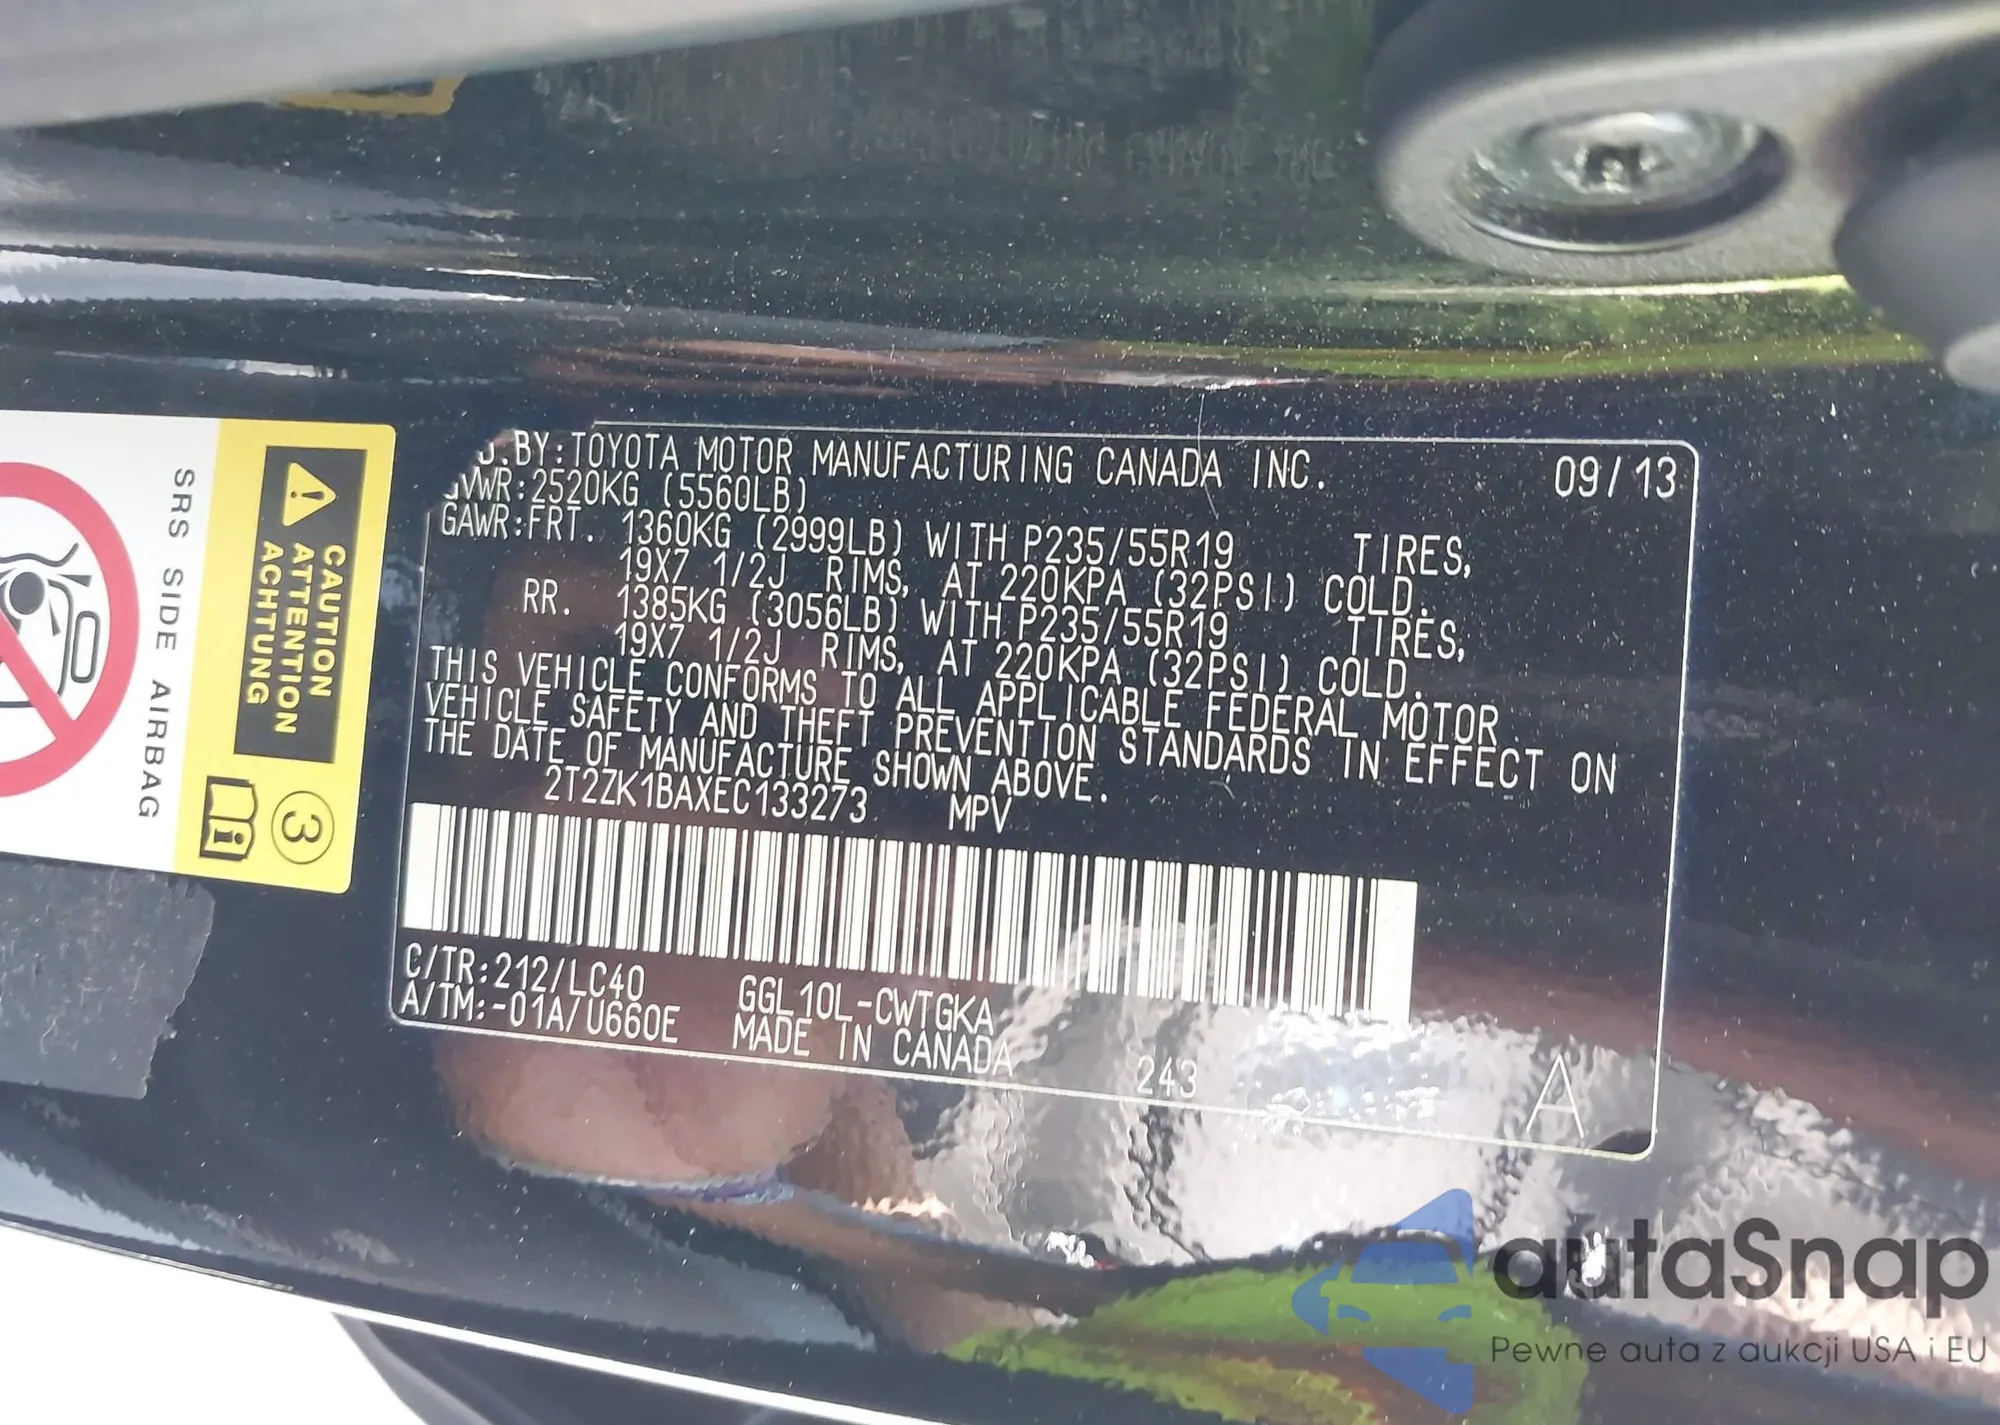 SRS SIDE AIRBAG
CAUTION
ATTENTION
ACHTUNG
3
i
BY:TOYOTA MOTOR MANUFACTURING CANADA INC. 09/13
GVWR:2520KG (5560LB)
GAWR:FRT. 1360KG (2999LB) WITH P235/55R19 TIRES,
19X7 1/2J RIMS, AT 220KPA (32PSI) COLD.
RR. 1385KG (3056LB) WITH P235/55R19 TIRES,
19X7 1/2J RIMS, AT 220KPA (32PSI) COLD.
THIS VEHICLE CONFORMS TO ALL APPLICABLE FEDERAL MOTOR
VEHICLE SAFETY AND THEFT PREVENTION STANDARDS IN EFFECT ON
THE DATE OF MANUFACTURE SHOWN ABOVE.
2T2ZK1BAXEC133273 MPV
C/TR:212/LC40 GGL10L-CWTGKA
A/TM:-01A/U660E MADE IN CANADA
243
A
autaSnap
Pewne auta z aukcji USA i EU